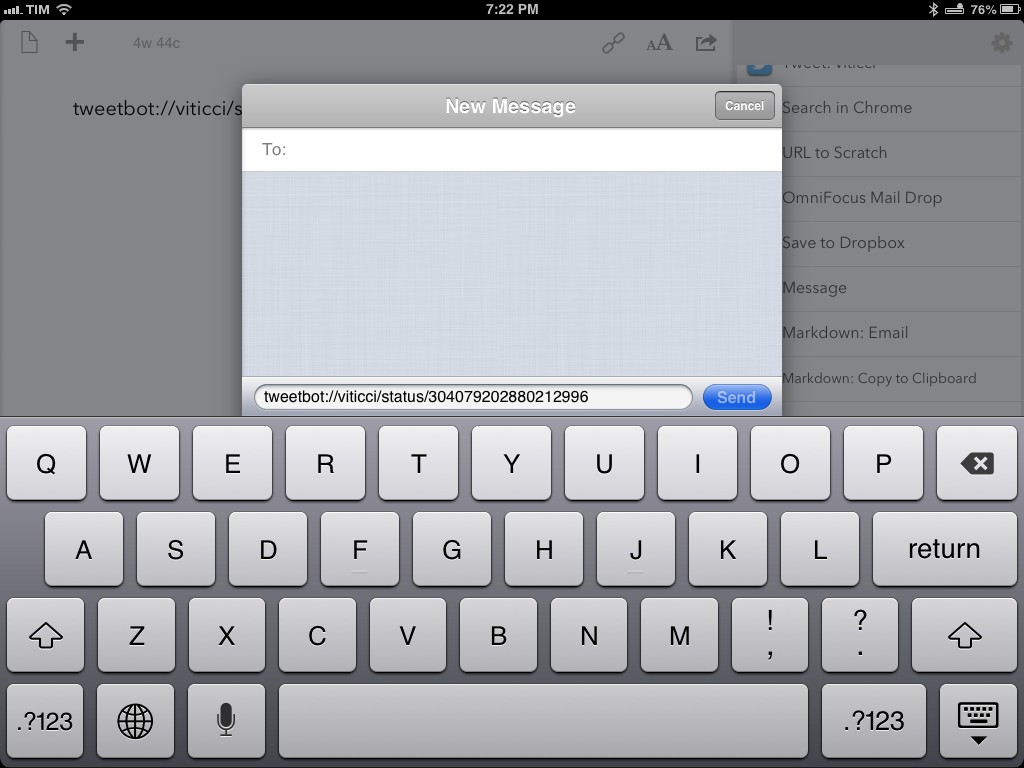 TIM 7:22 PM 76%
4w 44c AA
Tweet: viticci
tweetbot://viticci/s
New Message Cancel
To:
Search in Chrome
URL to Scratch
OmniFocus Mail Drop
Save to Dropbox
Message
Markdown: Email
Markdown: Copy to Clipboard
tweetbot://viticci/status/304079202880212996 Send
Q W E R T Y U I O P
A S D F G H J K L return
Z X C V B N M ! , ? .
.?123 .?123